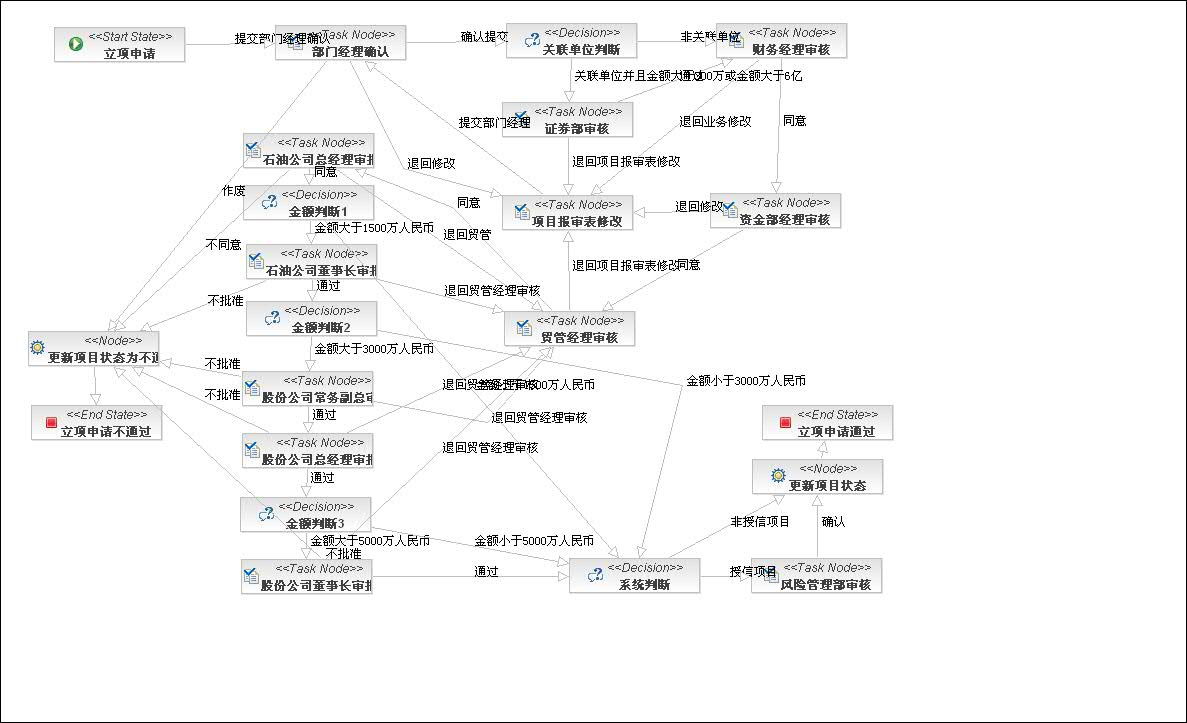 <<Start State>>
立项申请
提交部门经理确认
<<Task Node>>
部门经理确认
确认提交
<<Decision>>
关联单位判断
非关联单位
<<Task Node>>
财务经理审核
关联单位并且金额大于
通过
万或金额大于6亿
<<Task Node>>
证券部审核
提交部门经理
退回业务修改
同意
<<Task Node>>
石油公司总经理审批
同意
退回修改
退回项目报审表修改
作废
<<Decision>>
金额判断1
同意
<<Task Node>>
项目报审表修改
退回修改
<<Task Node>>
资金部经理审核
金额大于1500万人民币
退回贸管
不同意
<<Task Node>>
石油公司董事长审批
退回项目报审表修改
同意
通过
退回贸管经理审核
不批准
<<Decision>>
金额判断2
<<Task Node>>
贸管经理审核
<<Node>>
更新项目状态为不通
金额大于3000万人民币
不批准
<<Task Node>>
股份公司常务副总审
退回贸管经理审核
万人民币
金额小于3000万人民币
不批准
<<End State>>
立项申请不通过
通过
退回贸管经理审核
<<End State>>
立项申请通过
<<Task Node>>
股份公司总经理审批
退回贸管经理审核
通过
<<Node>>
更新项目状态
<<Decision>>
金额判断3
非授信项目
确认
金额大于5000万人民币
金额小于5000万人民币
不批准
<<Task Node>>
股份公司董事长审批
通过
<<Decision>>
系统判断
授信项目
<<Task Node>>
风险管理部审核